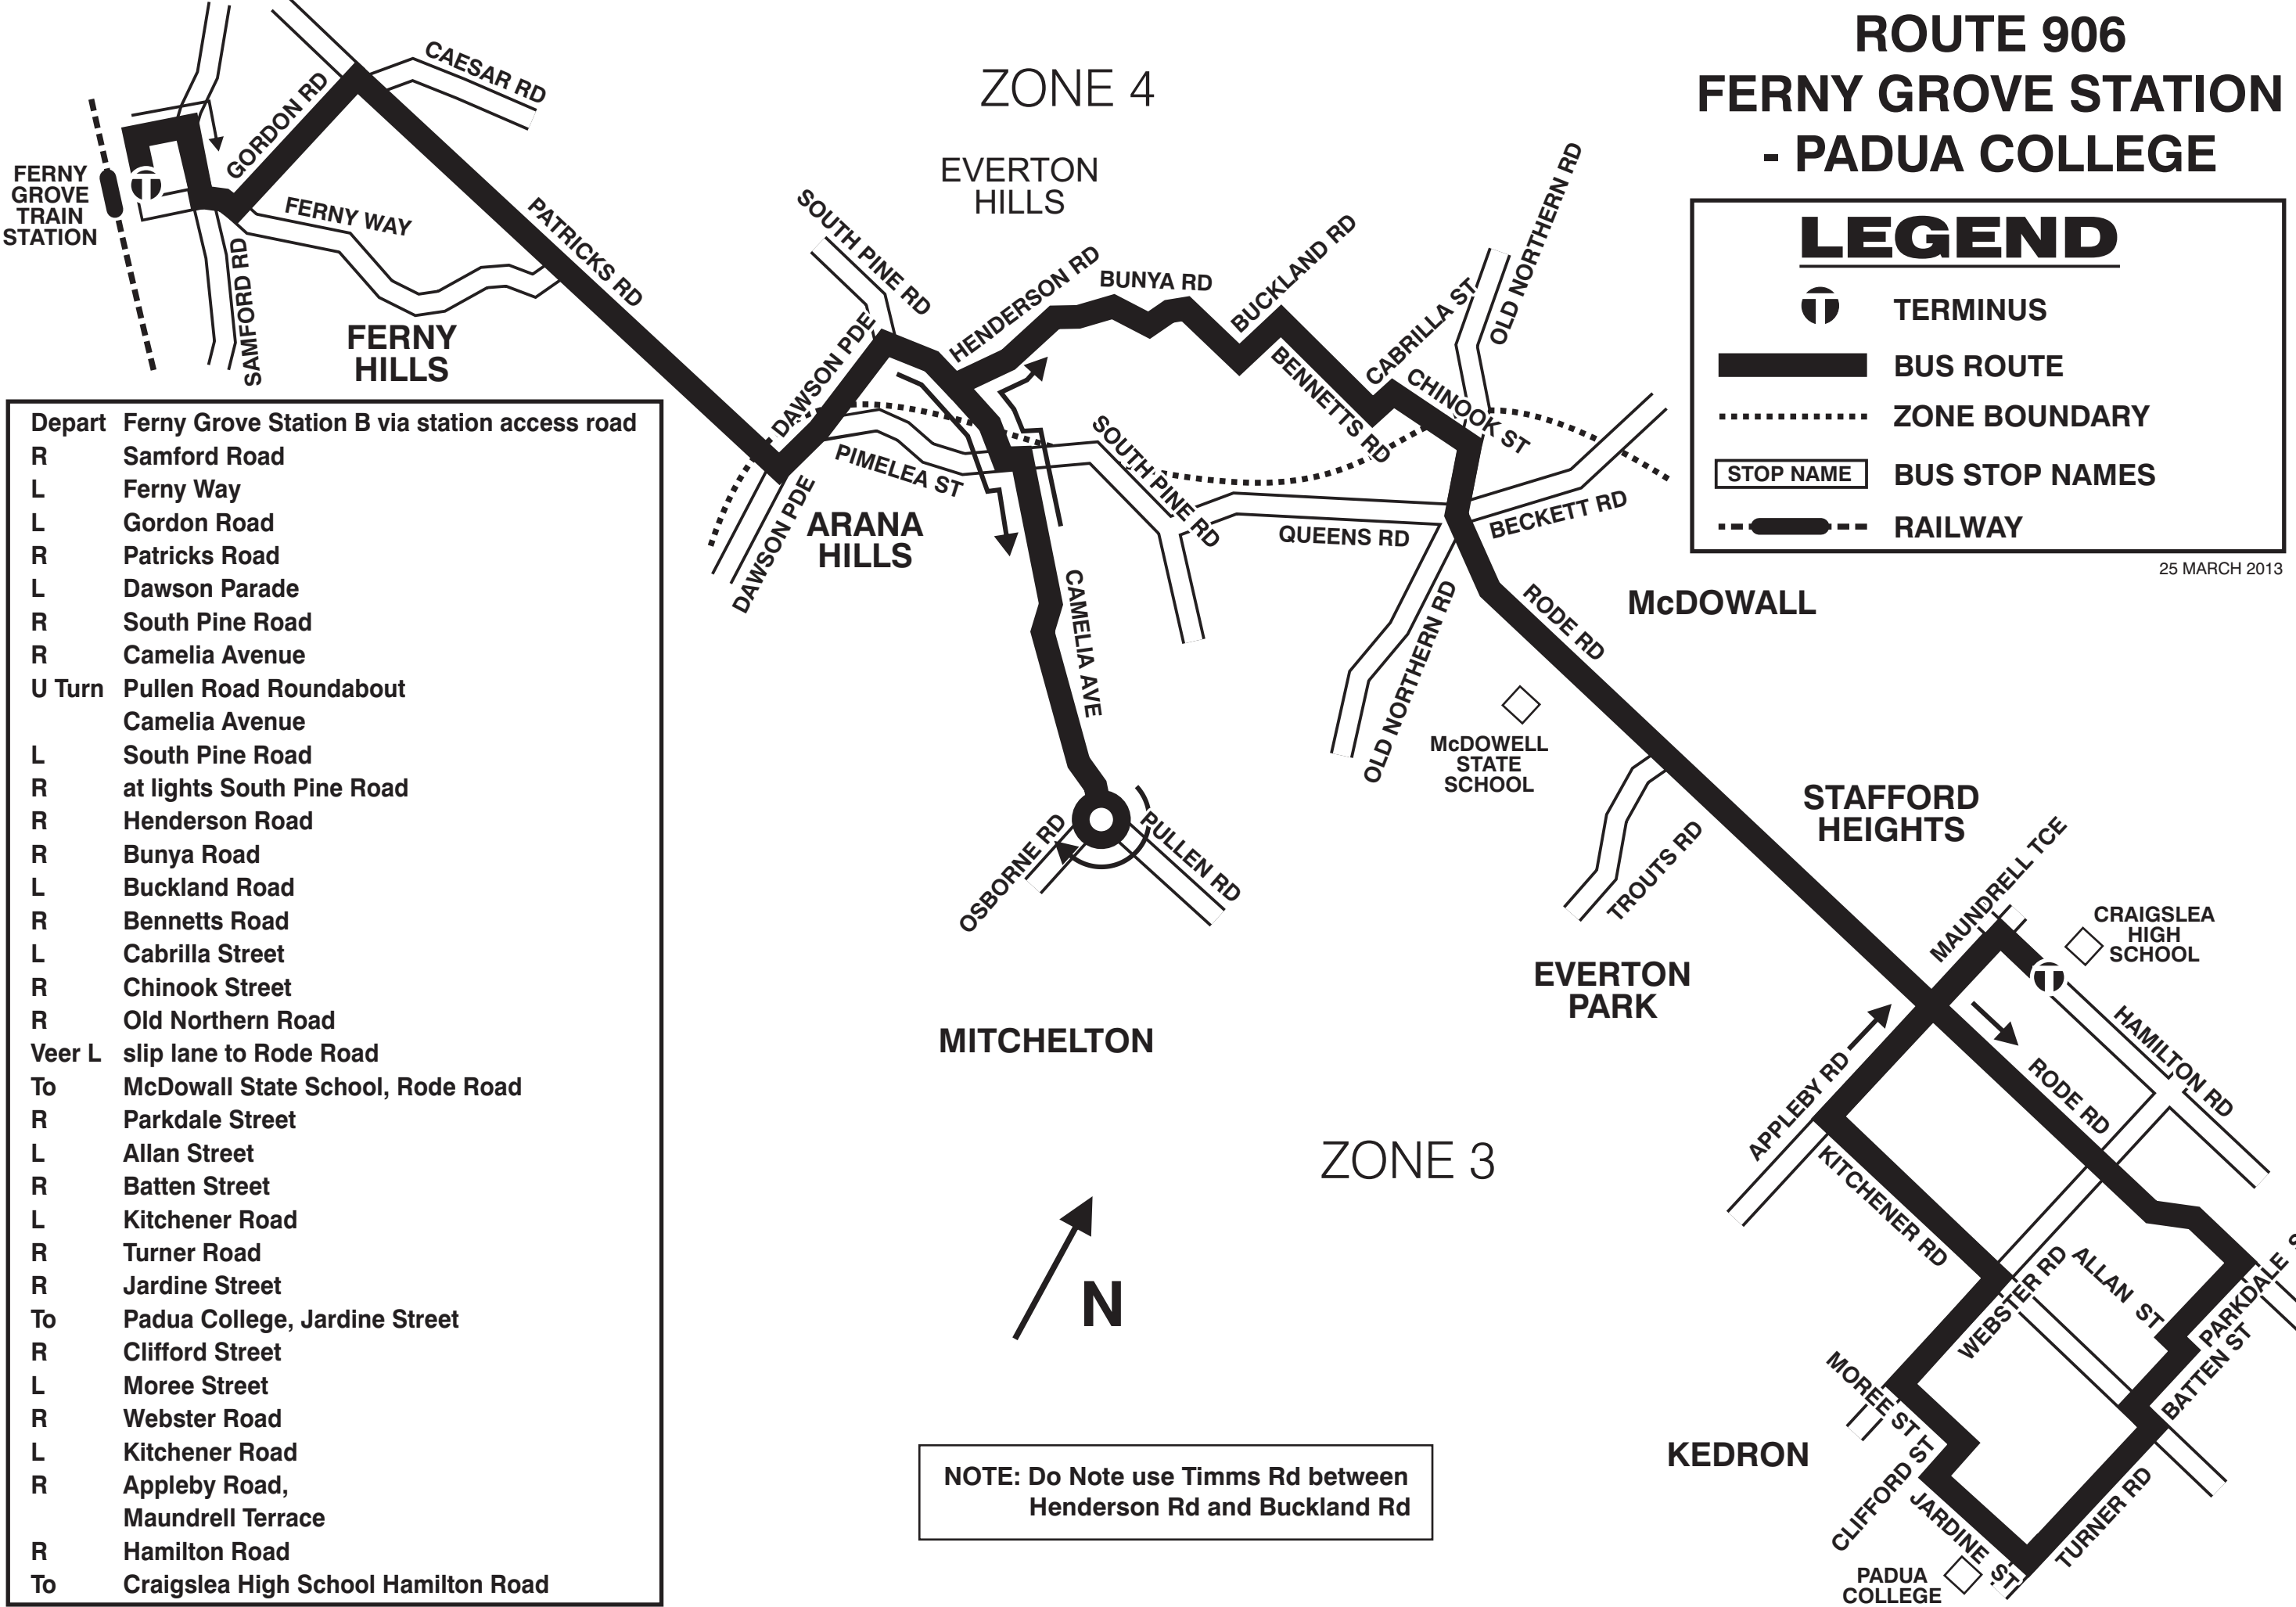 ROUTE 906
FERNY GROVE STATION
- PADUA COLLEGE
LEGEND
TERMINUS
BUS ROUTE
ZONE BOUNDARY
STOP NAME BUS STOP NAMES
RAILWAY
25 MARCH 2013
ZONE 4
EVERTON
HILLS
CAESAR RD
GORDON RD
FERNY
GROVE
TRAIN
STATION
FERNY WAY
SAMFORD RD
PATRICKS RD
FERNY
HILLS
SOUTH PINE RD
DAWSON PDE
HENDERSON RD
BUNYA RD
BUCKLAND RD
BENNETTS RD
CABRILLA ST
CHINOOK ST
OLD NORTHERN RD
PIMELEA ST
SOUTH PINE RD
DAWSON PDE
ARANA
HILLS
QUEENS RD
BECKETT RD
CAMELIA AVE
OLD NORTHERN RD
RODE RD
McDOWALL
McDOWELL
STATE
SCHOOL
OSBORNE RD
PULLEN RD
TROUTS RD
STAFFORD
HEIGHTS
MAUNDRELL TCE
CRAIGSLEA
HIGH
SCHOOL
EVERTON
PARK
MITCHELTON
HAMILTON RD
APPLEBY RD
RODE RD
ZONE 3
KITCHENER RD
WEBSTER RD
ALLAN ST
PARKDALE
BATTEN ST
N
MOREE ST
KEDRON
CLIFFORD ST
JARDINE ST
TURNER RD
PADUA
COLLEGE
NOTE: Do Note use Timms Rd between
Henderson Rd and Buckland Rd
Depart Ferny Grove Station B via station access road
R Samford Road
L Ferny Way
L Gordon Road
R Patricks Road
L Dawson Parade
R South Pine Road
R Camelia Avenue
U Turn Pullen Road Roundabout
Camelia Avenue
L South Pine Road
R at lights South Pine Road
R Henderson Road
R Bunya Road
L Buckland Road
R Bennetts Road
L Cabrilla Street
R Chinook Street
R Old Northern Road
Veer L slip lane to Rode Road
To McDowall State School, Rode Road
R Parkdale Street
L Allan Street
R Batten Street
L Kitchener Road
R Turner Road
R Jardine Street
To Padua College, Jardine Street
R Clifford Street
L Moree Street
R Webster Road
L Kitchener Road
R Appleby Road,
Maundrell Terrace
R Hamilton Road
To Craigslea High School Hamilton Road